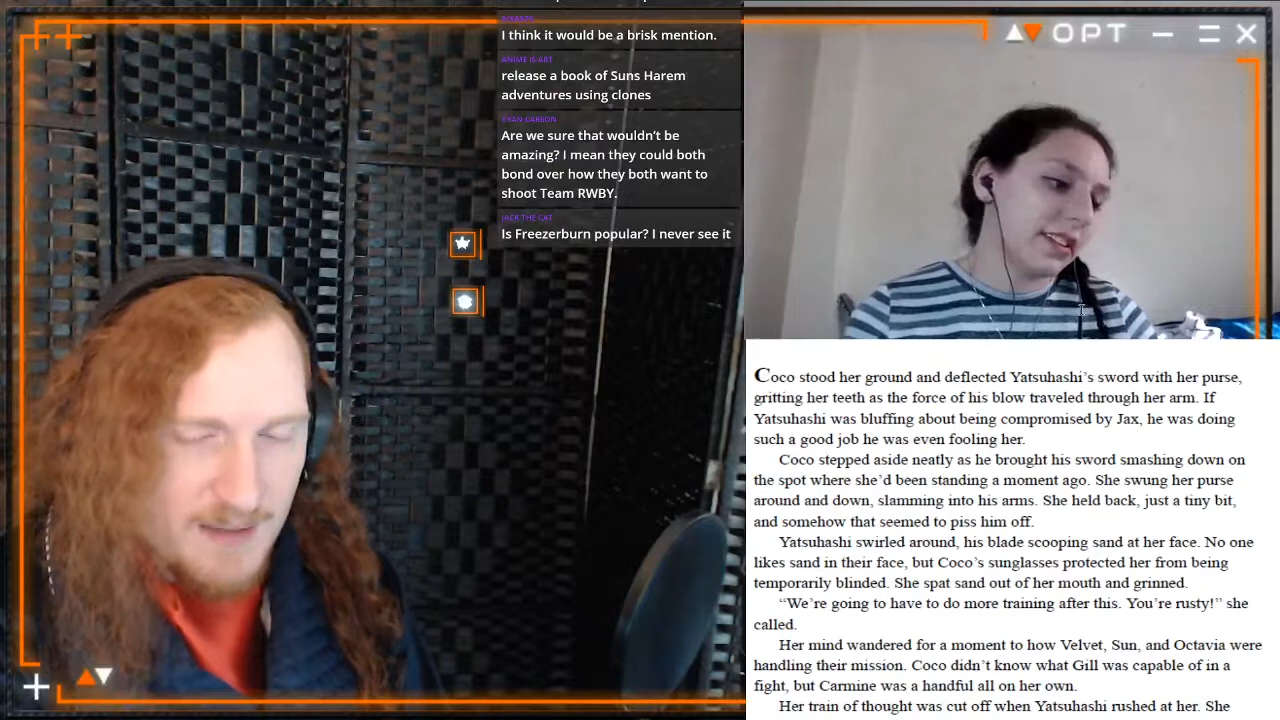 I think it would be a brisk mention.
ANIME IS ART
release a book of Suns Harem
adventures using clones
RYAN CARSON
Are we sure that wouldn't be
amazing? I mean they could both
bond over how they both want to
shoot Team RWBY.
JACK THE CAT
Is Freezerburn popular? I never see it
OPT
Coco stood her ground and deflected Yatsuhashi's sword with her purse,
gritting her teeth as the force of his blow traveled through her arm. If
Yatsuhashi was bluffing about being compromised by Jax, he was doing
such a good job he was even fooling her.
Coco stepped aside neatly as he brought his sword smashing down on
the spot where she'd been standing a moment ago. She swung her purse
around and down, slamming into his arms. She held back, just a tiny bit,
and somehow that seemed to piss him off.
Yatsuhashi swirled around, his blade scooping sand at her face. No one
likes sand in their face, but Coco's sunglasses protected her from being
temporarily blinded. She spat sand out of her mouth and grinned.
“We're going to have to do more training after this. You're rusty!” she
called.
Her mind wandered for a moment to how Velvet, Sun, and Octavia were
handling their mission. Coco didn't know what Gill was capable of in a
fight, but Carmine was a handful all on her own.
Her train of thought was cut off when Yatsuhashi rushed at her. She